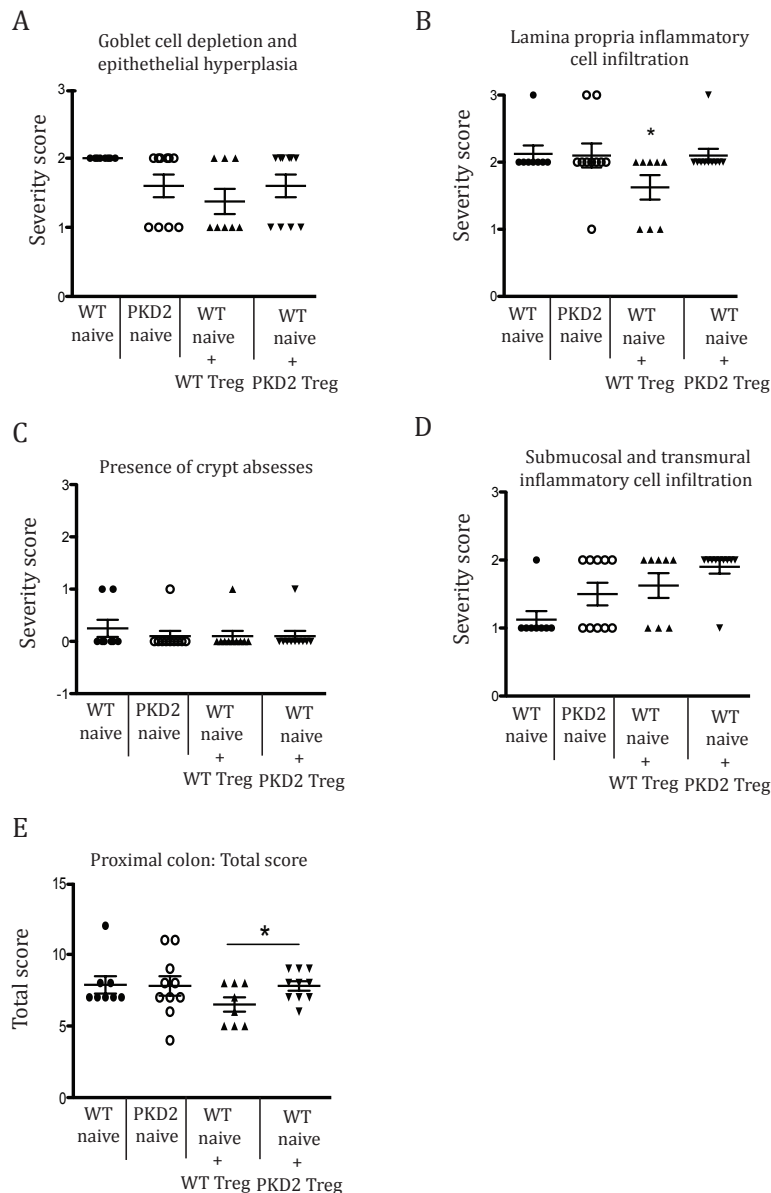 A
Goblet cell depletion and
epithethelial hyperplasia
Severity score
3
2
1
0
WT
naive
PKD2
naive
WT
naive
+
WT Treg
WT
naive
+
PKD2 Treg
B
Lamina propria inflammatory
cell infiltration
Severity score
3
2
1
0
*
WT
naive
PKD2
naive
WT
naive
+
WT Treg
WT
naive
+
PKD2 Treg
C
Presence of crypt absesses
Severity score
3
2
1
0
-1
WT
naive
PKD2
naive
WT
naive
+
WT Treg
WT
naive
+
PKD2 Treg
D
Submucosal and transmural
inflammatory cell infiltration
Severity score
3
2
1
0
WT
naive
PKD2
naive
WT
naive
+
WT Treg
WT
naive
+
PKD2 Treg
E
Proximal colon: Total score
Total score
15
10
5
0
*
WT
naive
PKD2
naive
WT
naive
+
WT Treg
WT
naive
+
PKD2 Treg